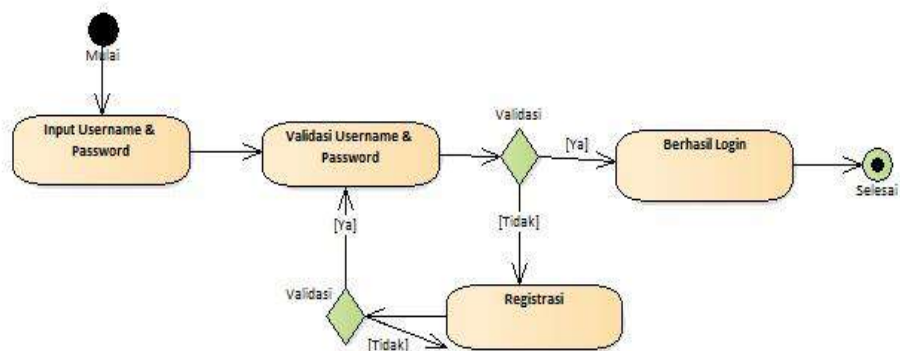 Mulai
Input Username &
Password
Validasi Username &
Password
Validasi
[Ya]
Berhasil Login
Selesai
[Tidak]
[Ya]
Validasi
Registrasi
[Tidak]